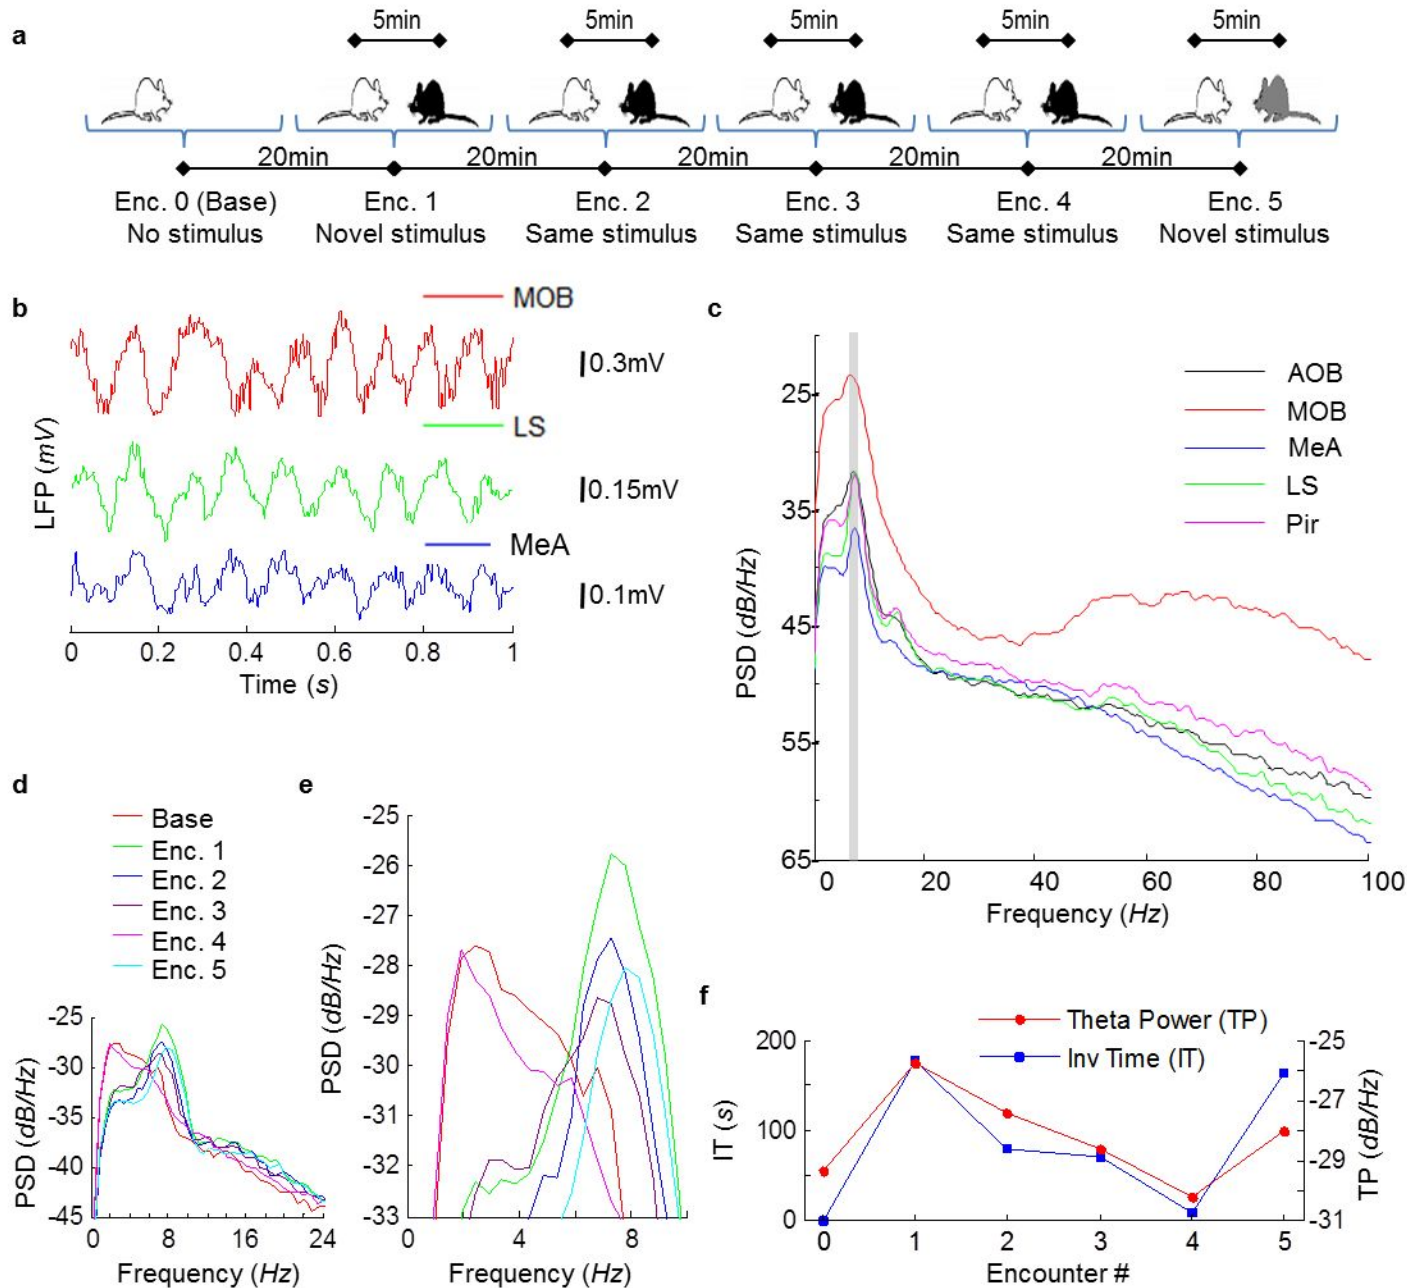 a
5min 5min 5min 5min 5min
20min 20min 20min 20min 20min
Enc. 0 (Base) Enc. 1 Enc. 2 Enc. 3 Enc. 4 Enc. 5
No stimulus Novel stimulus Same stimulus Same stimulus Same stimulus Novel stimulus
b
MOB
0.3mV
LS
0.15mV
MeA
0.1mV
LFP (mV)
0 0.2 0.4 0.6 0.8 1
Time (s)
c
AOB
MOB
MeA
LS
Pir
PSD (dB/Hz)
25
35
45
55
65
0 20 40 60 80 100
Frequency (Hz)
d
Base
Enc. 1
Enc. 2
Enc. 3
Enc. 4
Enc. 5
PSD (dB/Hz)
-25
-30
-35
-40
-45
0 8 16 24
Frequency (Hz)
e
PSD (dB/Hz)
-25
-26
-27
-28
-29
-30
-31
-32
-33
0 4 8
Frequency (Hz)
f
Theta Power (TP)
Inv Time (IT)
IT (s)
200
100
0
TP (dB/Hz)
-25
-27
-29
-31
0 1 2 3 4 5
Encounter #